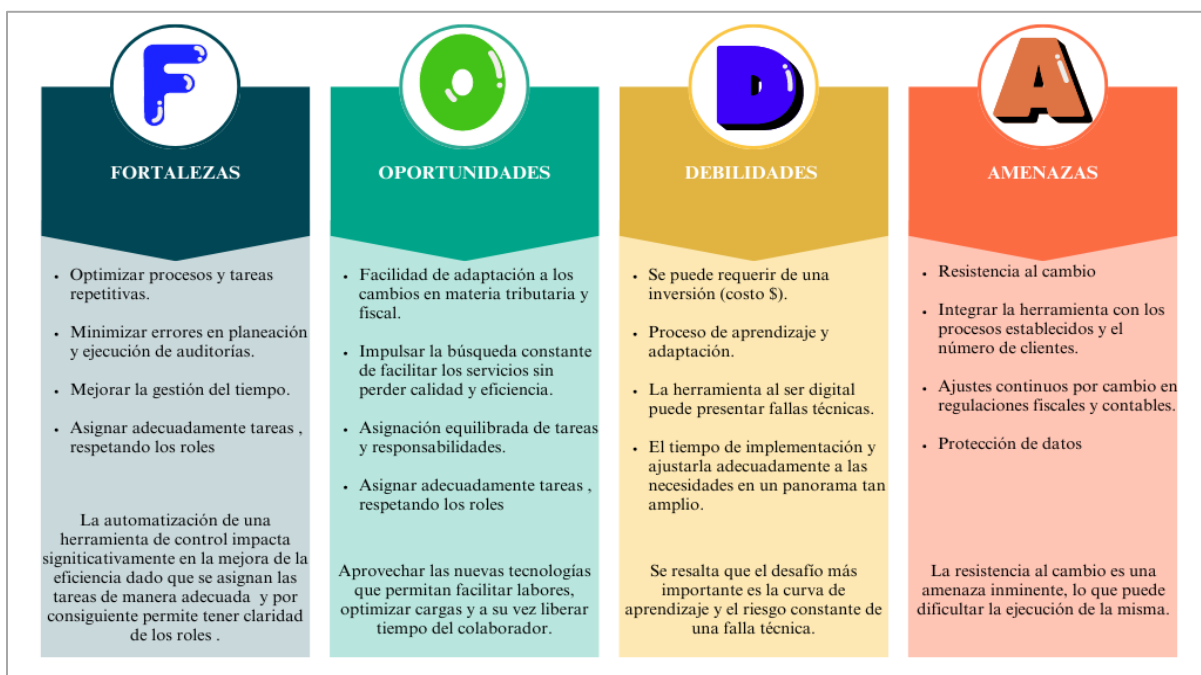 F
FORTALEZAS
• Optimizar procesos y tareas
repetitivas.
• Minimizar errores en planeación
y ejecución de auditorías.
• Mejorar la gestión del tiempo.
• Asignar adecuadamente tareas ,
respetando los roles
La automatización de una
herramienta de control impacta
signiticativamente en la mejora de la
eficiencia dado que se asignan las
tareas de manera adecuada y por
consiguiente permite tener claridad
de los roles .
O
OPORTUNIDADES
• Facilidad de adaptación a los
cambios en materia tributaria y
fiscal.
• Impulsar la búsqueda constante
de facilitar los servicios sin
perder calidad y eficiencia.
• Asignación equilibrada de tareas
y responsabilidades.
• Asignar adecuadamente tareas ,
respetando los roles
Aprovechar las nuevas tecnologías
que permitan facilitar labores,
optimizar cargas y a su vez liberar
tiempo del colaborador.
D
DEBILIDADES
• Se puede requerir de una
inversión (costo $).
• Proceso de aprendizaje y
adaptación.
• La herramienta al ser digital
puede presentar fallas técnicas.
• El tiempo de implementación y
ajustarla adecuadamente a las
necesidades en un panorama tan
amplio.
Se resalta que el desafío más
importante es la curva de
aprendizaje y el riesgo constante de
una falla técnica.
A
AMENAZAS
• Resistencia al cambio
• Integrar la herramienta con los
procesos establecidos y el
número de clientes.
• Ajustes continuos por cambio en
regulaciones fiscales y contables.
• Protección de datos
La resistencia al cambio es una
amenaza inminente, lo que puede
dificultar la ejecución de la misma.